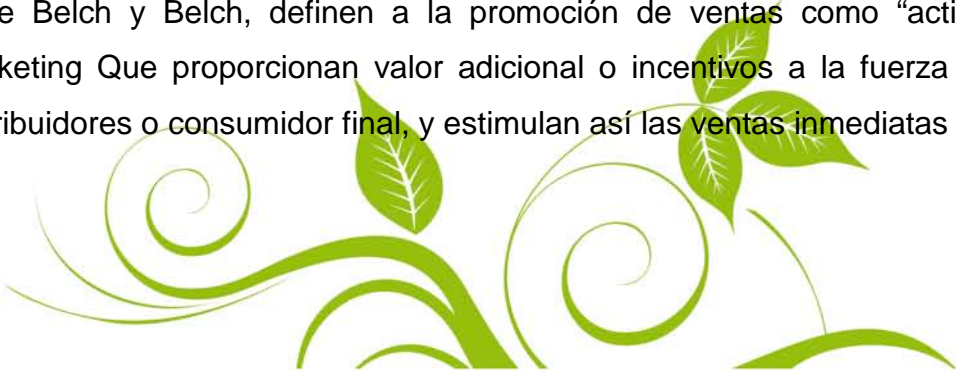 e Belch y Belch, definen a la promoción de ventas como “acti
keting Que proporcionan valor adicional o incentivos a la fuerza
ribuidores o consumidor final, y estimulan así las ventas inmediatas